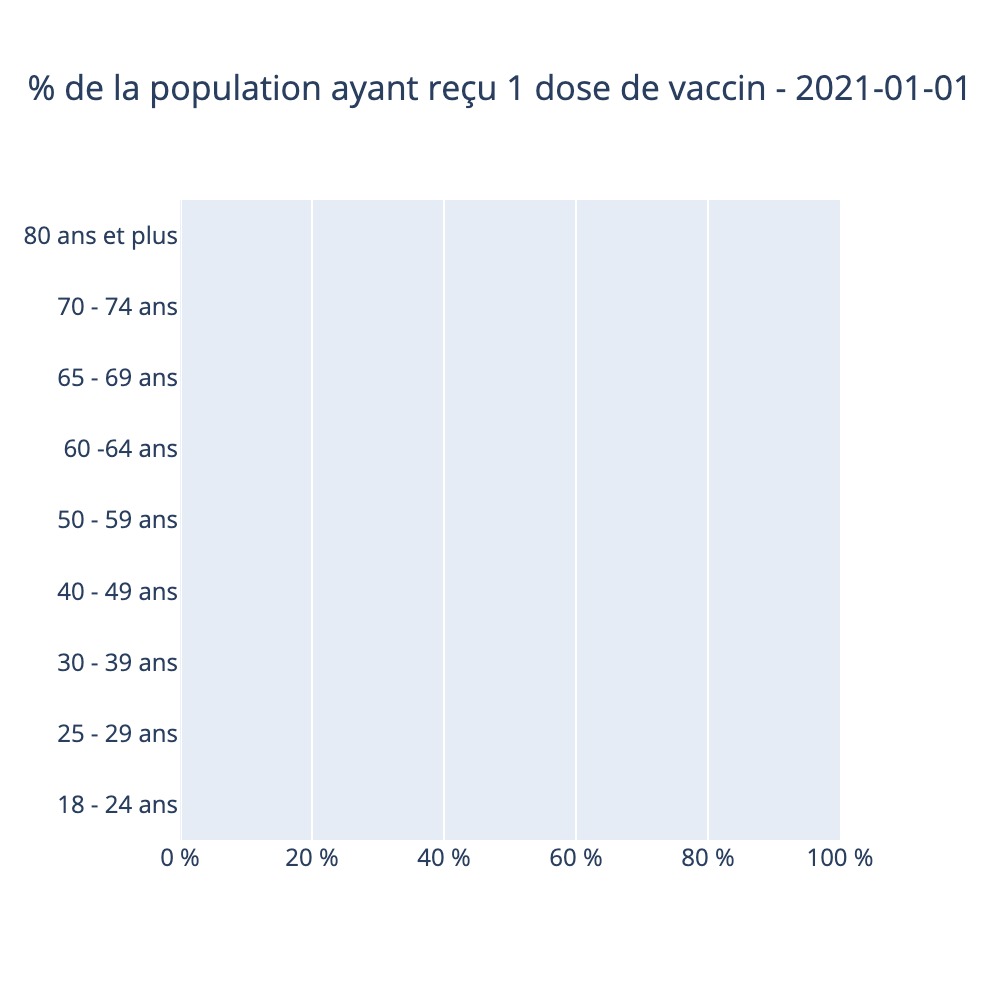 % de la population ayant reçu 1 dose de vaccin - 2021-01-01
80 ans et plus
70 - 74 ans
65 - 69 ans
60 -64 ans
50 - 59 ans
40 - 49 ans
30 - 39 ans
25 - 29 ans
18 - 24 ans
0 % 20 % 40 % 60 % 80 % 100 %